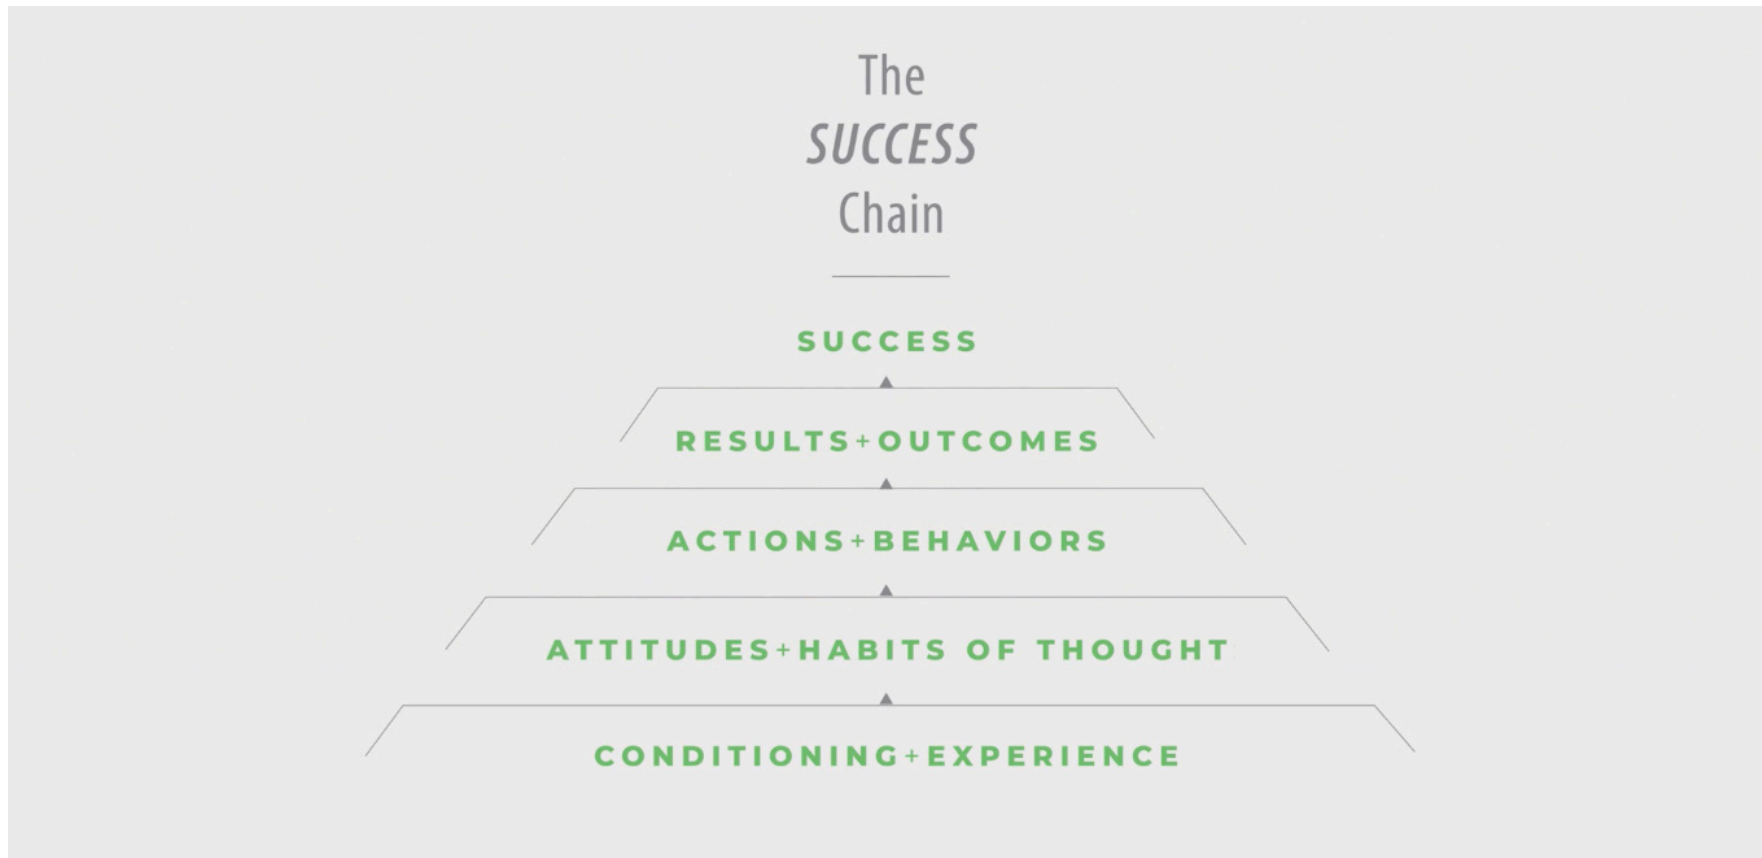 The
SUCCESS
Chain
SUCCESS
RESULTS+OUTCOMES
ACTIONS+BEHAVIORS
ATTITUDES+HABITS OF THOUGHT
CONDITIONING+EXPERIENCE